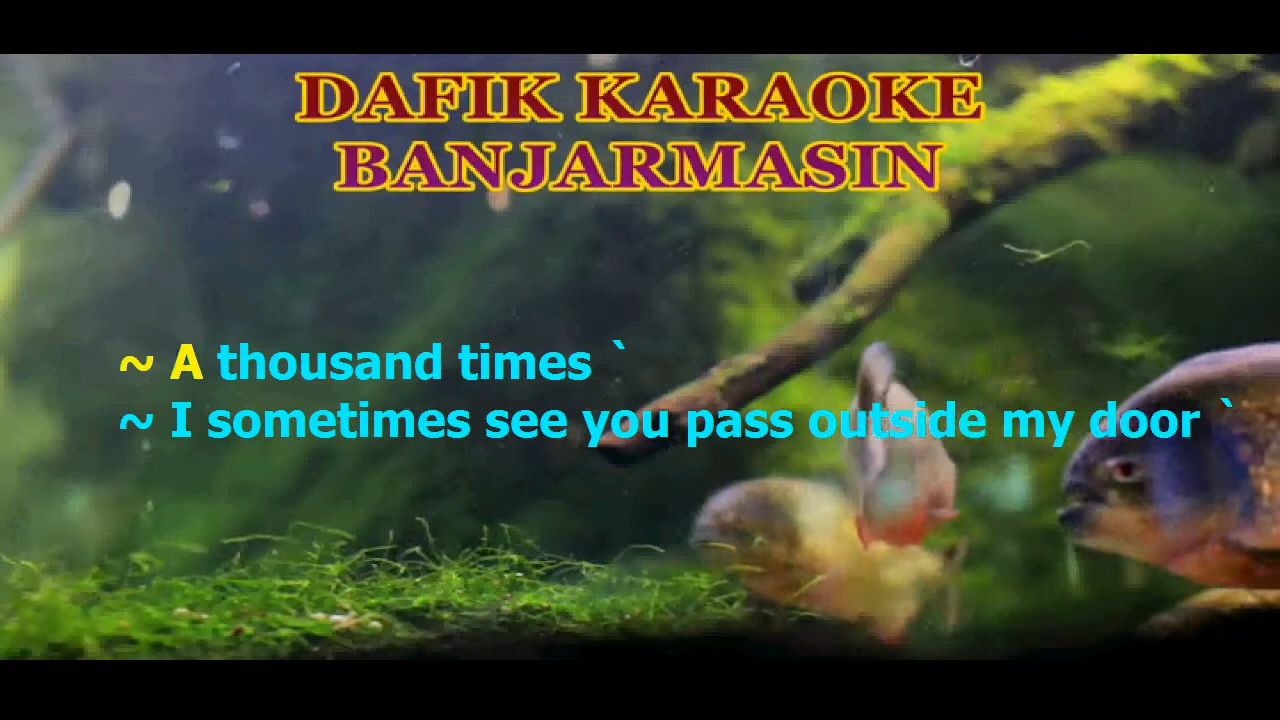 DAFIK KARAOKE
BANJARMASIN
~ A thousand times `
~ I sometimes see you pass outside my door `